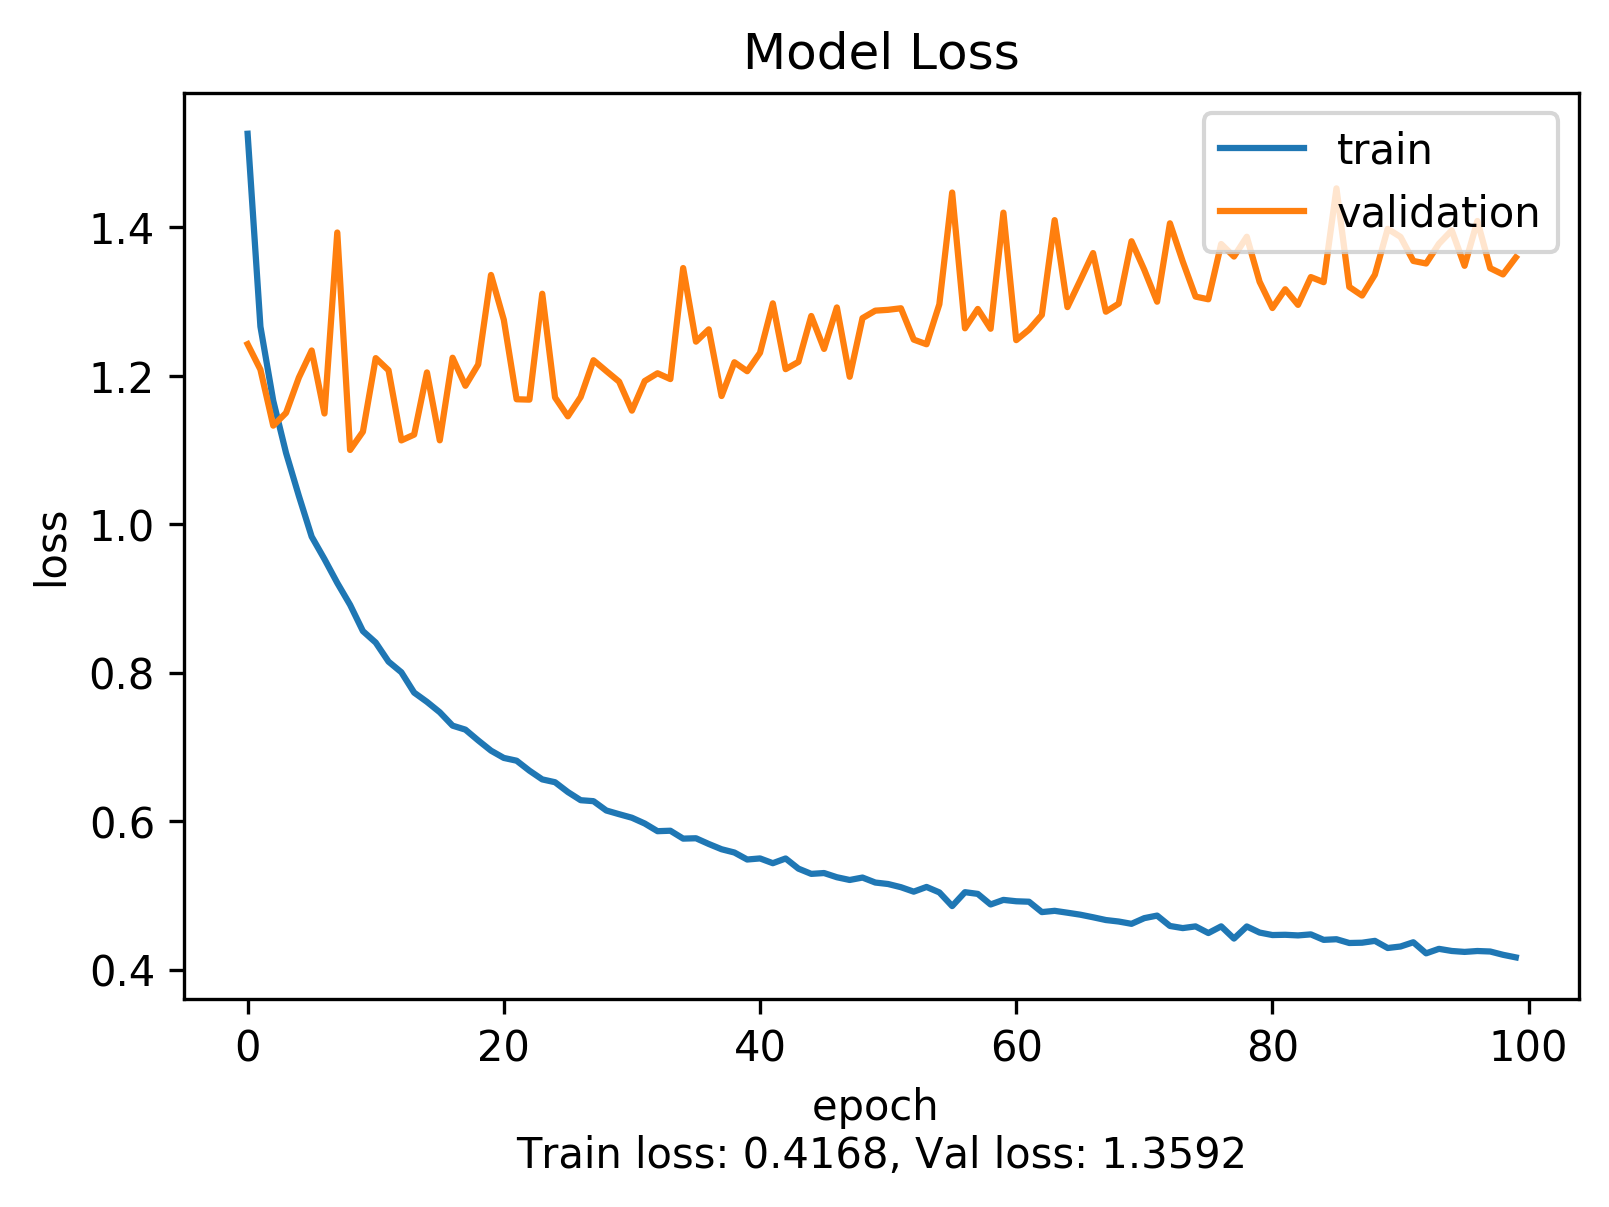 Model Loss
train
validation
loss
1.4
1.2
1.0
0.8
0.6
0.4
0 20 40 60 80 100
epoch
Train loss: 0.4168, Val loss: 1.3592